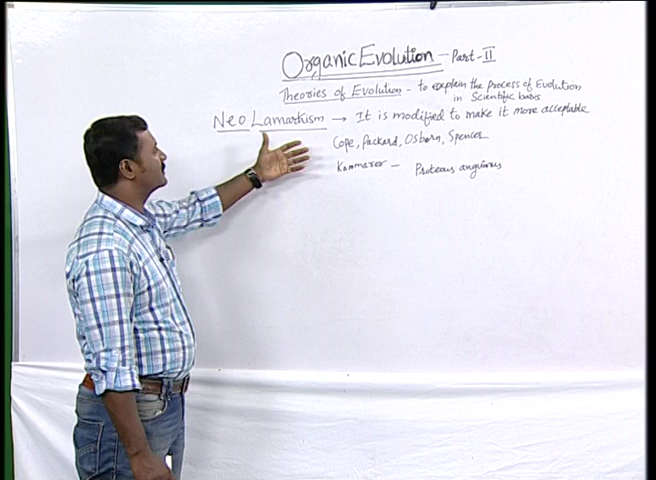 Organic Evolution - Part-II
Theories of Evolution - to explain the process of Evolution
in Scientific basis
Neo Lamarkism → It is modified to make it more acceptable
Cope, Packard, Osborn, Spencer
Kammerer - Proteous anguinus